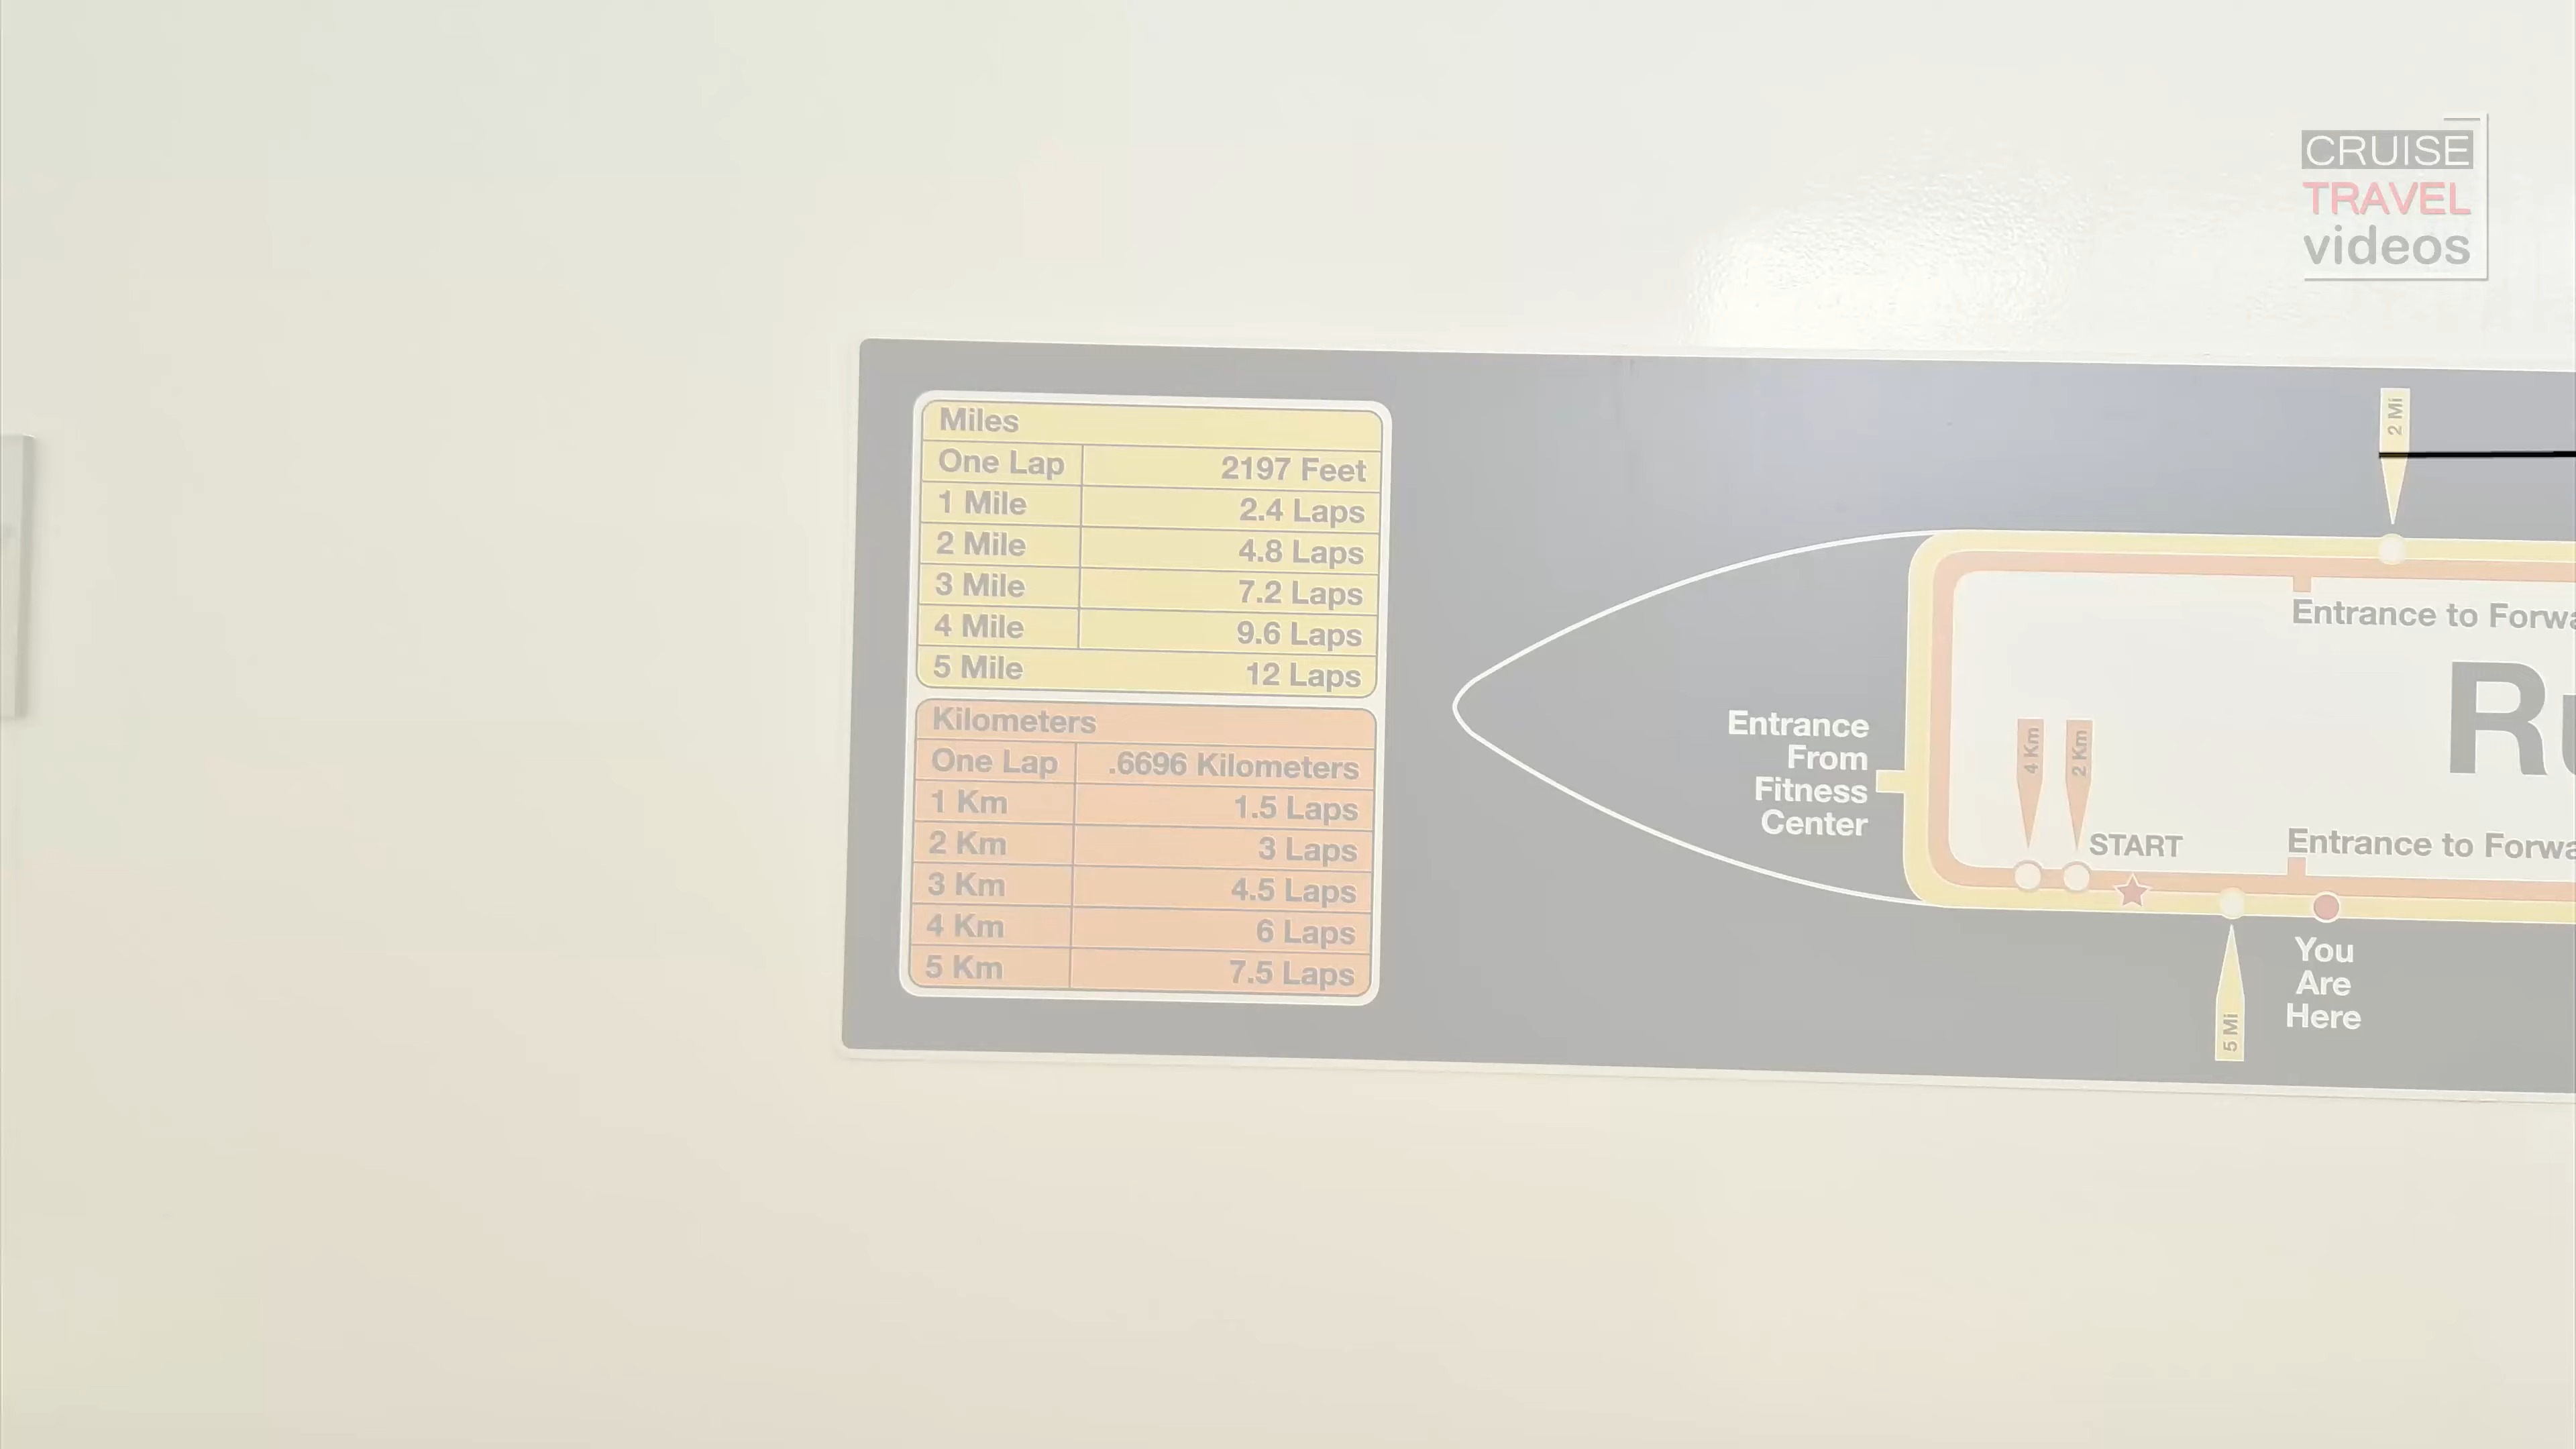 CRUISE
TRAVEL
videos
Miles
One Lap 2197 Feet
1 Mile 2.4 Laps
2 Mile 4.8 Laps
3 Mile 7.2 Laps
4 Mile 9.6 Laps
5 Mile 12 Laps
Kilometers
One Lap .6696 Kilometers
1 Km 1.5 Laps
2 Km 3 Laps
3 Km 4.5 Laps
4 Km 6 Laps
5 Km 7.5 Laps
2 Mi
Entrance to Forwa
Ru
Entrance
From
Fitness
Center
4 Km
2 Km
START
Entrance to Forwa
You
Are
Here
5 Mi